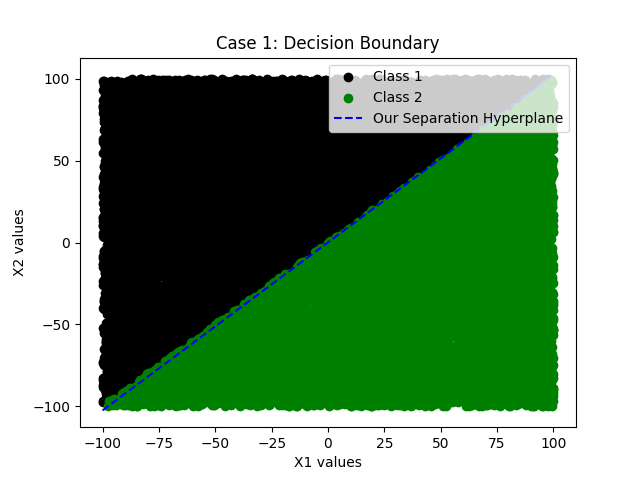 Case 1: Decision Boundary
Class 1
Class 2
Our Separation Hyperplane
X2 values
100
50
0
−50
−100
−100
−75
−50
−25
0
25
50
75
100
X1 values